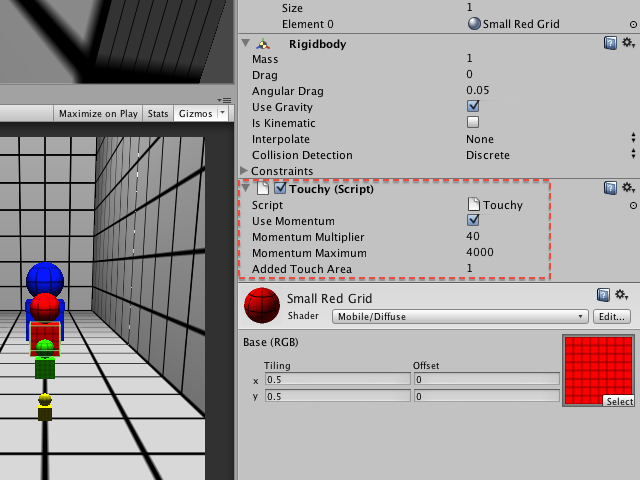 Size 1
Element 0 Small Red Grid
Rigidbody
Mass 1
Drag 0
Angular Drag 0.05
Use Gravity
Is Kinematic
Interpolate None
Collision Detection Discrete
Constraints
Maximize on Play Stats Gizmos
Touchy (Script)
Script Touchy
Use Momentum
Momentum Multiplier 40
Momentum Maximum 4000
Added Touch Area 1
Small Red Grid
Shader Mobile/Diffuse Edit...
Base (RGB)
Tiling Offset
x 0.5 0
y 0.5 0
Select